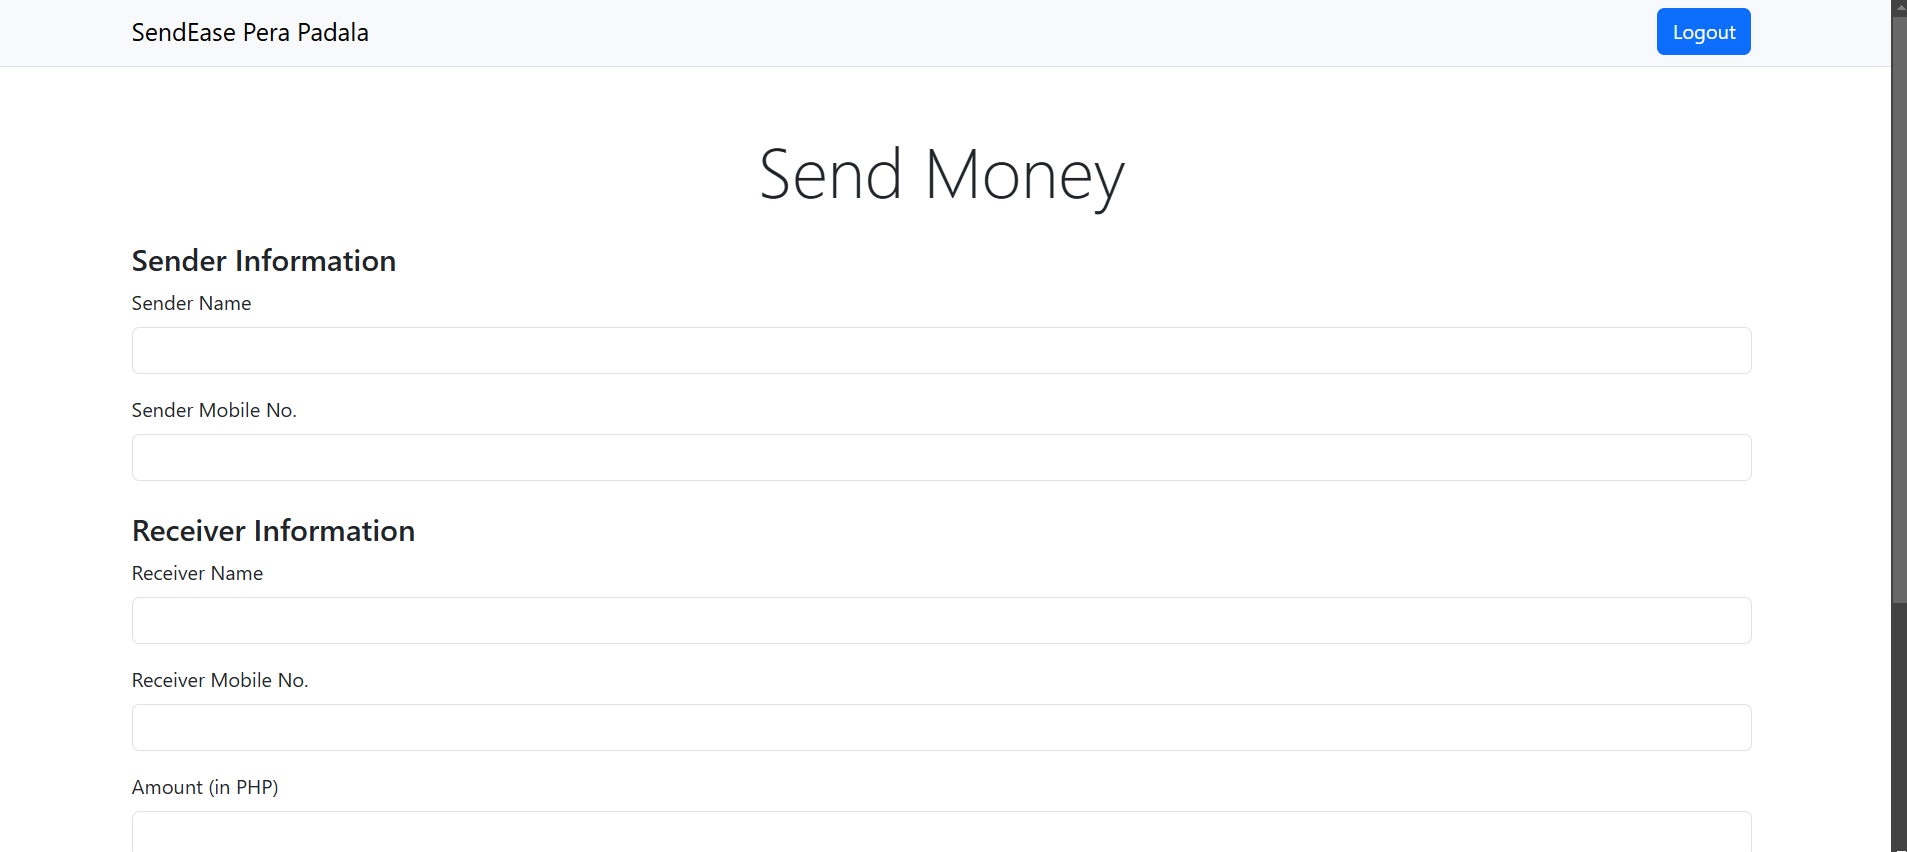 SendEase Pera Padala
Logout
Send Money
Sender Information
Sender Name
Sender Mobile No.
Receiver Information
Receiver Name
Receiver Mobile No.
Amount (in PHP)